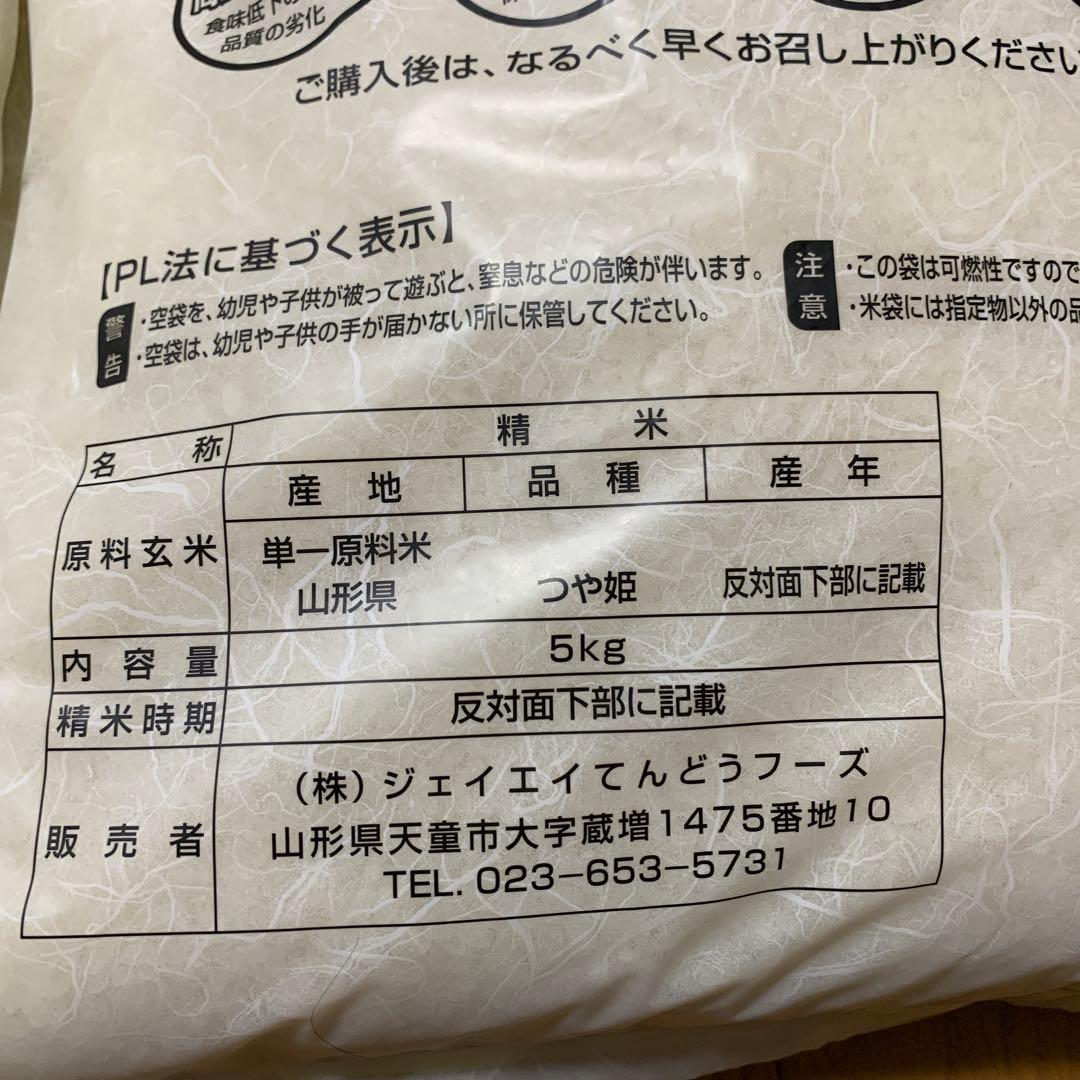 食味低下
品質の劣化
ご購入後は、なるべく早くお召し上がりください
【PL法に基づく表示】
警告
・空袋を、幼児や子供が被って遊ぶと、窒息などの危険が伴います。
・空袋は、幼児や子供の手が届かない所に保管してください。
注意
・この袋は可燃性ですので
・米袋には指定物以外の品
名称 精米
産地 品種 産年
原料玄米 単一原料米
山形県 つや姫 反対面下部に記載
内容量 5kg
精米時期 反対面下部に記載
販売者 (株)ジェイエイてんどうフーズ
山形県天童市大字蔵増1475番地10
TEL. 023-653-5731